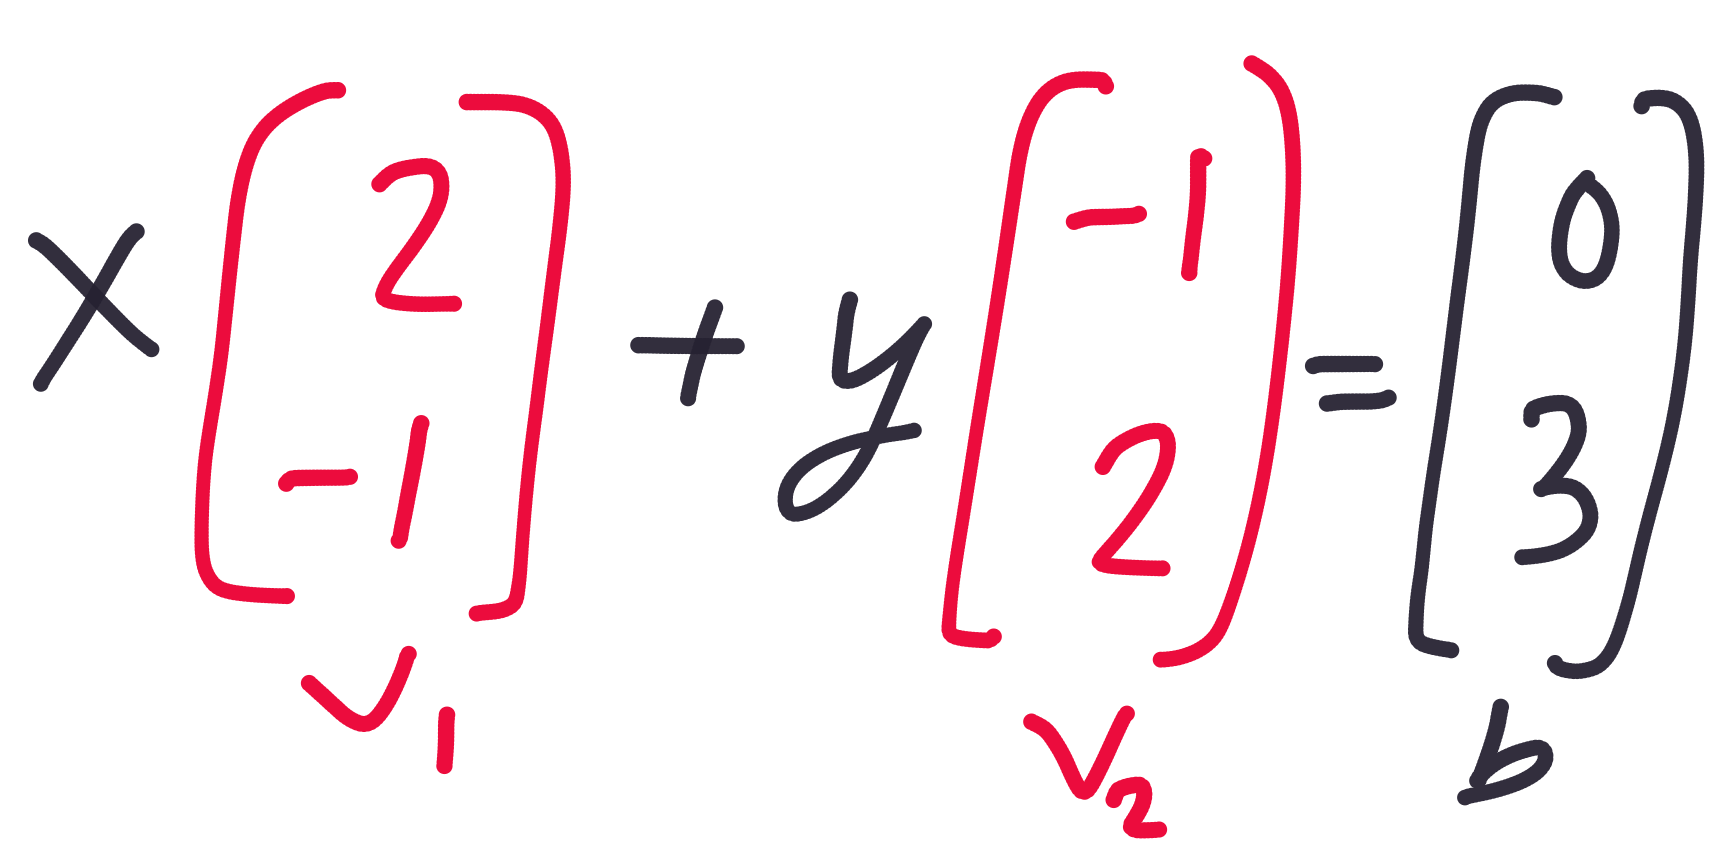 x [2 -1] + y [-1 2] = [0 3]
v1 v2 b